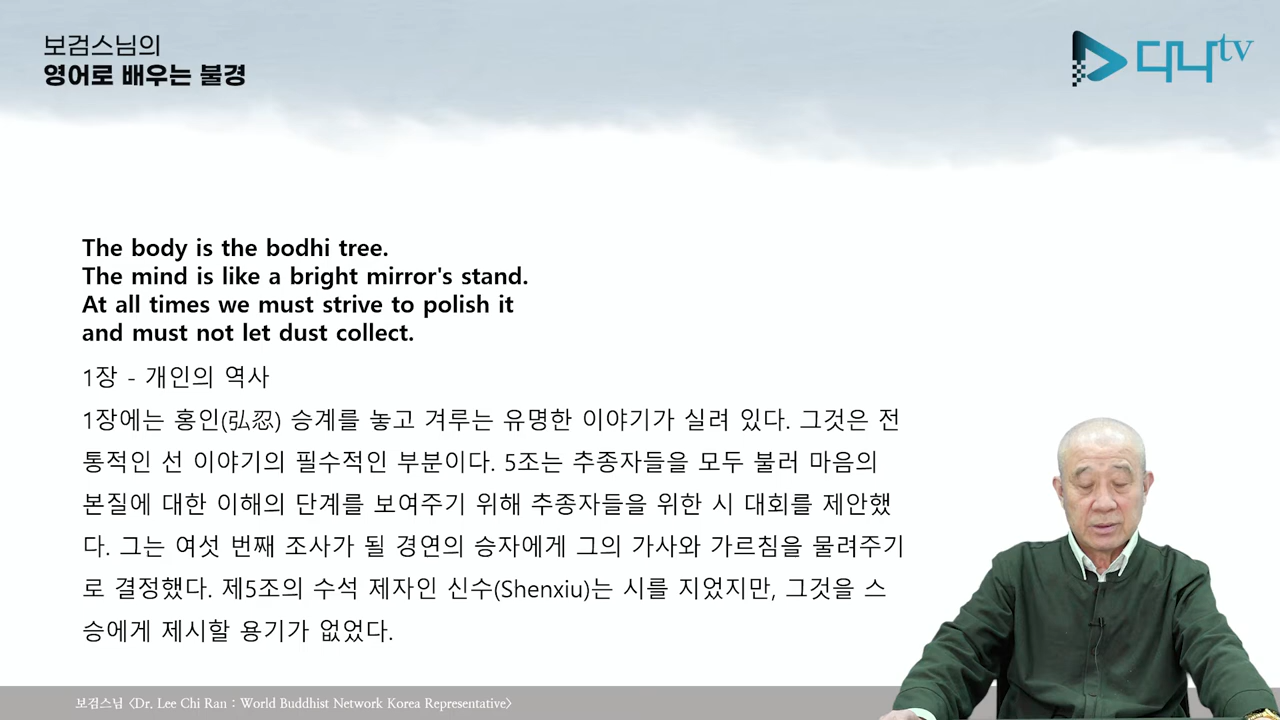 보검스님의
영어로 배우는 불경
디나tv
The body is the bodhi tree.
The mind is like a bright mirror's stand.
At all times we must strive to polish it
and must not let dust collect.
1장 - 개인의 역사
1장에는 홍인(弘忍) 승계를 놓고 겨루는 유명한 이야기가 실려 있다. 그것은 전
통적인 선 이야기의 필수적인 부분이다. 5조는 추종자들을 모두 불러 마음의
본질에 대한 이해의 단계를 보여주기 위해 추종자들을 위한 시 대회를 제안했
다. 그는 여섯 번째 조사가 될 경연의 승자에게 그의 가사와 가르침을 물려주기
로 결정했다. 제5조의 수석 제자인 신수(Shenxiu)는 시를 지었지만, 그것을 스
승에게 제시할 용기가 없었다.
보검스님 <Dr. Lee Chi Ran : World Buddhist Network Korea Representative>